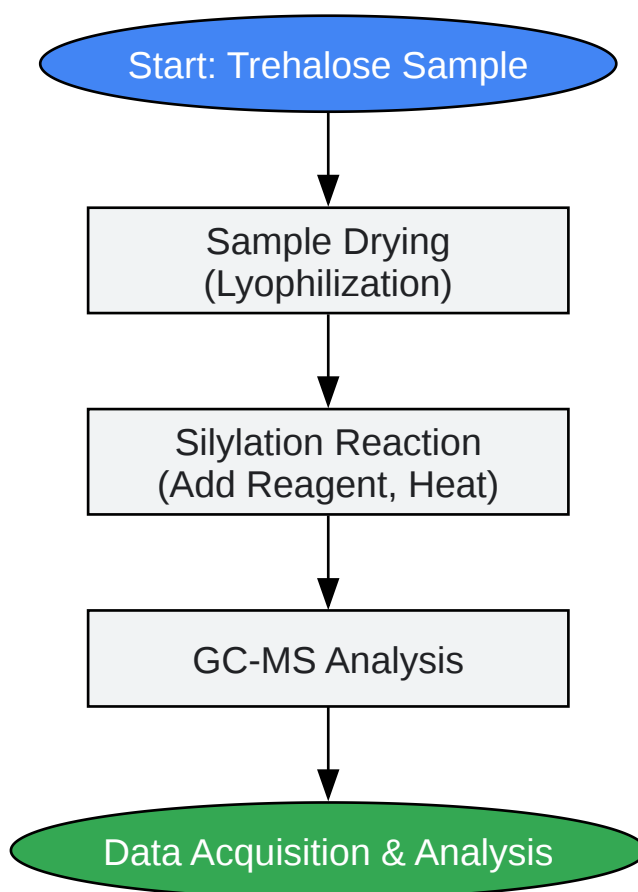 Start: Trehalose Sample
Sample Drying
(Lyophilization)
Silylation Reaction
(Add Reagent, Heat)
GC-MS Analysis
Data Acquisition & Analysis